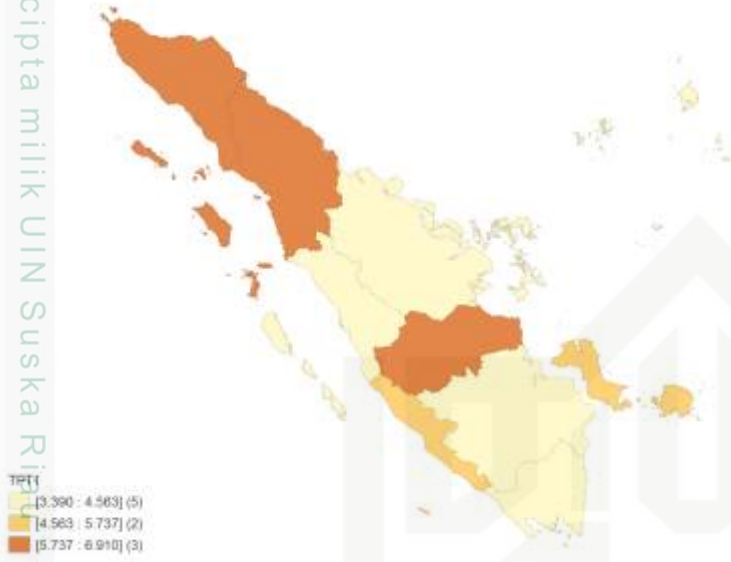 cipta milik UIN Suska Riau
[3.390 : 4.563] (5)
[4.563 : 5.737] (2)
[5.737 : 6.910] (3)